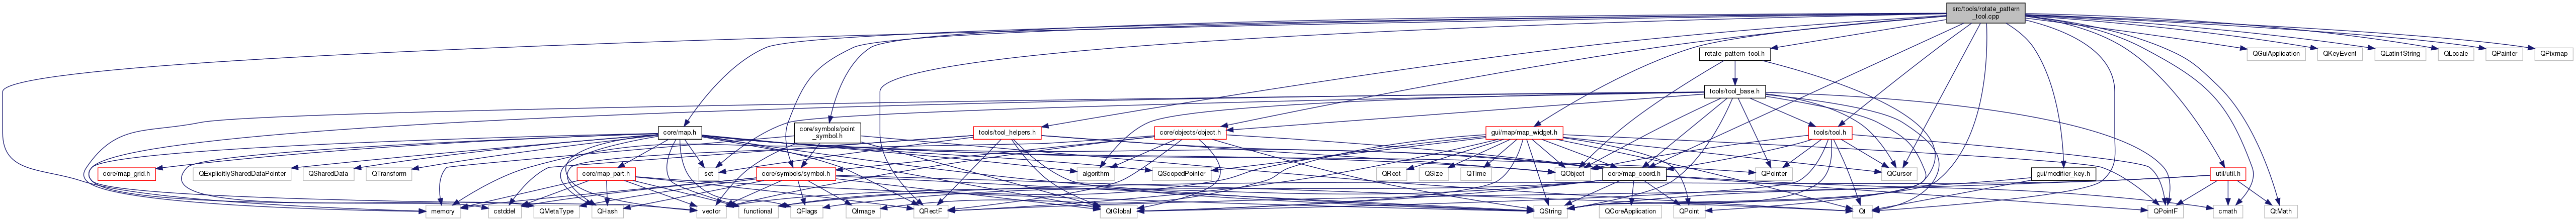 src/tools/rotate_pattern
_tool.cpp
rotate_pattern_tool.h
QGuiApplication
QKeyEvent
QLatin1String
QLocale
QPainter
QPixmap
tools/tool_base.h
core/map.h
core/symbols/point
_symbol.h
tools/tool_helpers.h
core/objects/object.h
gui/map/map_widget.h
tools/tool.h
core/map_grid.h
QExplicitlySharedDataPointer
QSharedData
QTransform
core/map_part.h
set
core/symbols/symbol.h
algorithm
QScopedPointer
QRect
QSize
QTime
QObject
core/map_coord.h
QPointer
QCursor
gui/modifier_key.h
util/util.h
memory
cstddef
QMetaType
QHash
vector
functional
QFlags
QImage
QRectF
QtGlobal
QString
QCoreApplication
QPoint
Qt
QPointF
cmath
QtMath